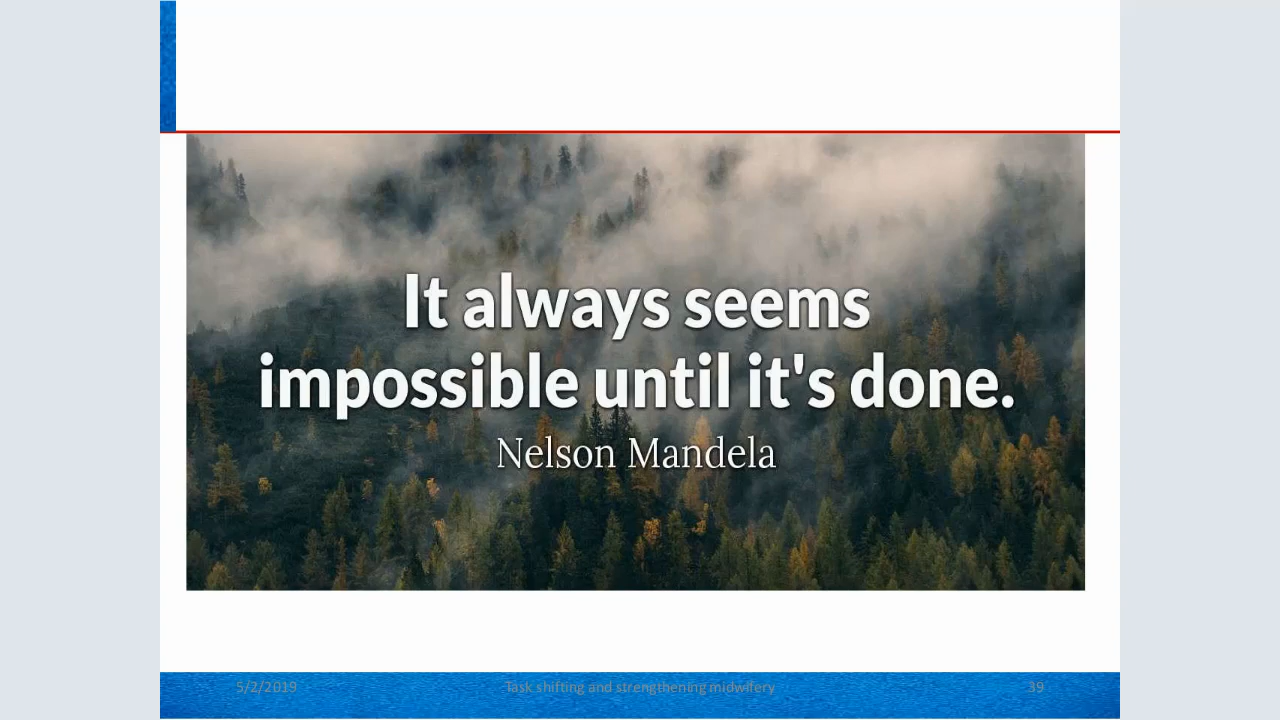 It always seems
impossible until it's done.
Nelson Mandela
5/2/2019 Task shifting and strengthening midwifery 39